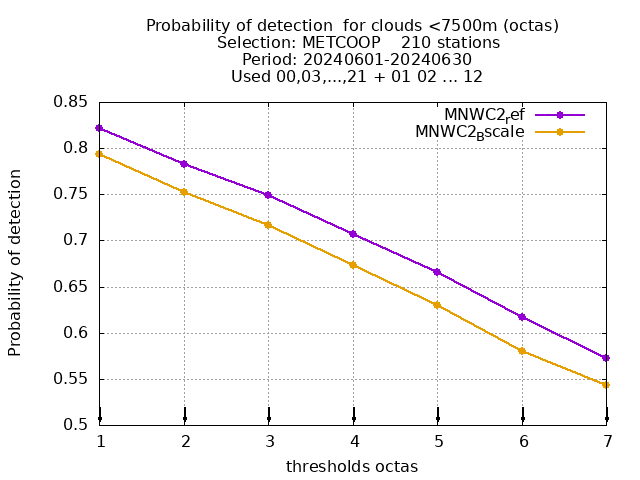 Probability of detection  for clouds <7500m (octas)
Selection: METCOOP    210 stations
Period: 20240601-20240630
Used 00,03,...,21 + 01 02 ... 12
MNWC2ref
MNWC2Bscale
0.85
0.8
0.75
0.7
0.65
0.6
0.55
0.5
Probability of detection
1 2 3 4 5 6 7
thresholds octas